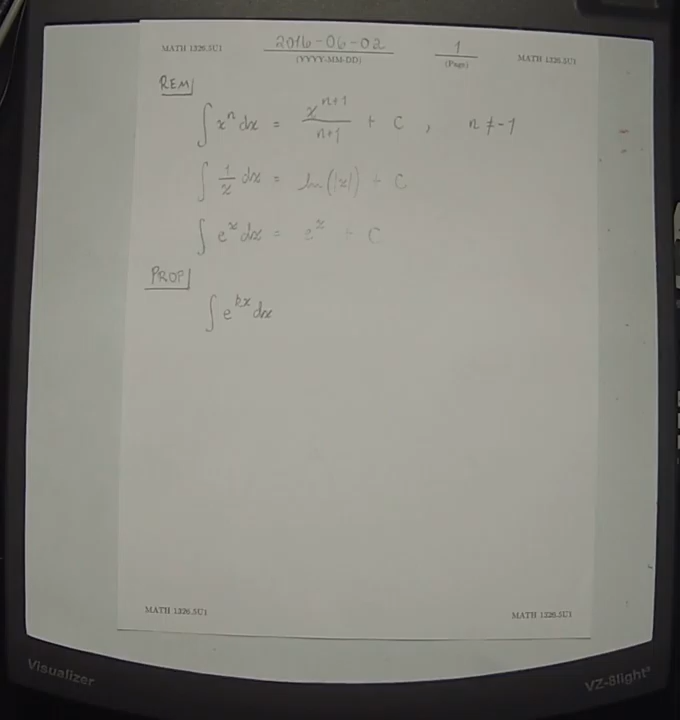 MATH 1326.5U1 2016-06-02 1 MATH 1326.5U1
(YYYY-MM-DD) (Page)
REM
∫ x^n dx = x^(n+1)/(n+1) + C , n ≠ -1
∫ 1/x dx = ln(|x|) + C
∫ e^x dx = e^x + C
PROP
∫ e^(bx) dx
MATH 1326.5U1 MATH 1326.5U1
Visualizer VZ-8light³